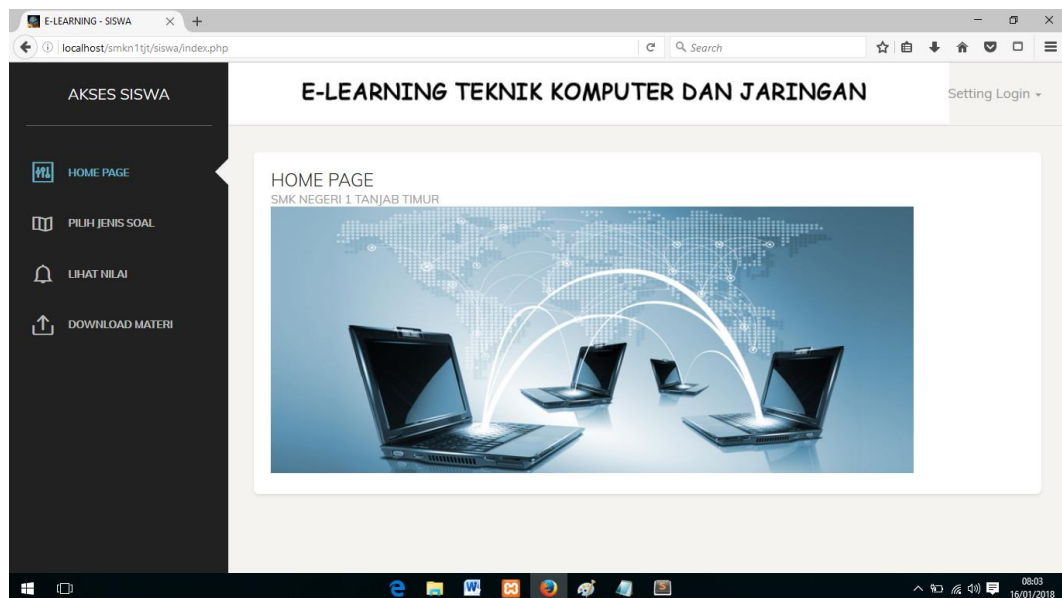 E-LEARNING - SISWA
localhost/smkn1tjt/siswa/index.php
Search
AKSES SISWA
E-LEARNING TEKNIK KOMPUTER DAN JARINGAN
Setting Login
HOME PAGE
PILIH JENIS SOAL
LIHAT NILAI
DOWNLOAD MATERI
HOME PAGE
SMK NEGERI 1 TANJAB TIMUR
08:03
16/01/2018